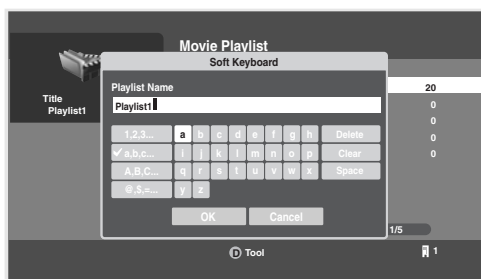 Movie Playlist
Soft Keyboard
Playlist Name
Playlist1
Title
Playlist1
20
0
0
0
0
1,2,3... a b c d e f g h Delete
a,b,c... i j k l m n o p Clear
A,B,C... q r s t u v w x Space
@,$,=... y z
OK Cancel
1/5
D Tool
1